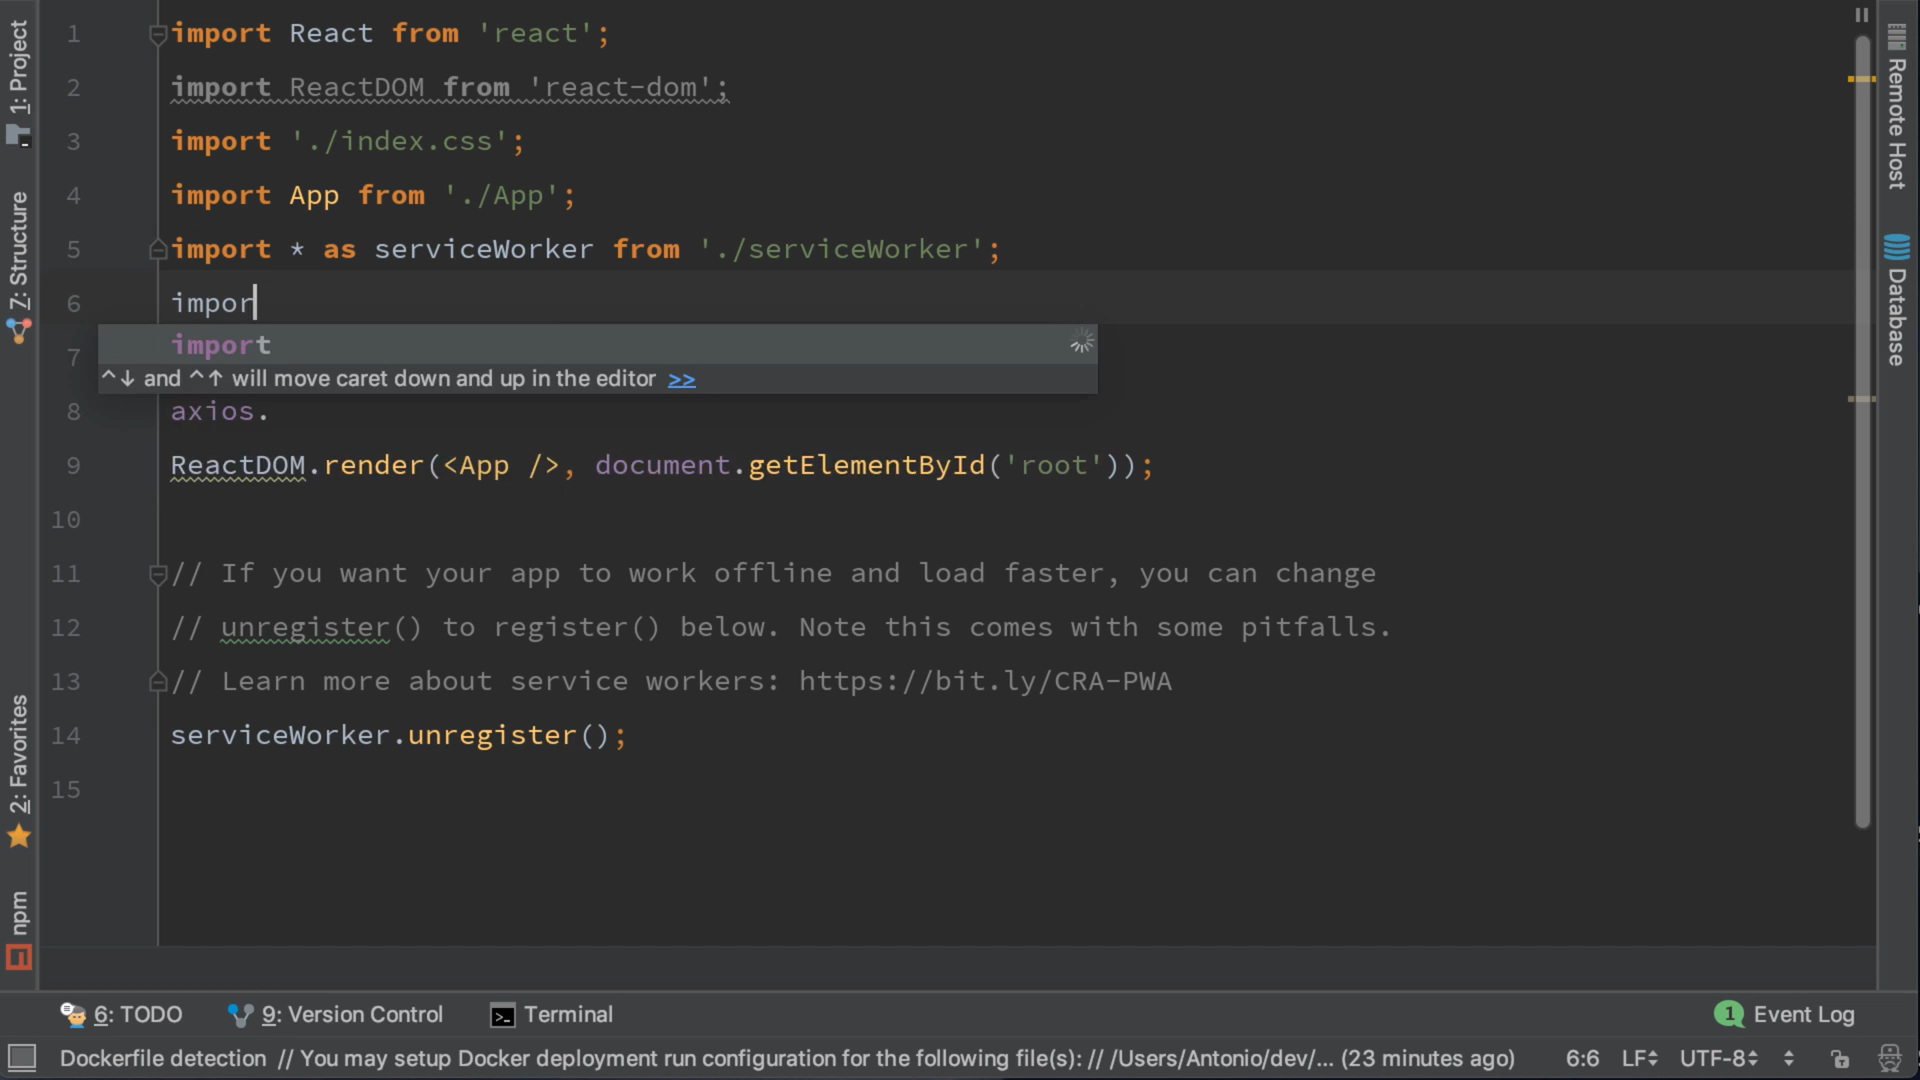 1: Project
7: Structure
2: Favorites
npm
1 import React from 'react';
2 import ReactDOM from 'react-dom';
3 import './index.css';
4 import App from './App';
5 import * as serviceWorker from './serviceWorker';
6 impor
import
7
^↓ and ^↑ will move caret down and up in the editor >>
8 axios.
9 ReactDOM.render(<App />, document.getElementById('root'));
10
11 // If you want your app to work offline and load faster, you can change
12 // unregister() to register() below. Note this comes with some pitfalls.
13 // Learn more about service workers: https://bit.ly/CRA-PWA
14 serviceWorker.unregister();
15
Remote Host
Database
6: TODO 9: Version Control Terminal 1 Event Log
Dockerfile detection // You may setup Docker deployment run configuration for the following file(s): // /Users/Antonio/dev/... (23 minutes ago) 6:6 LF UTF-8